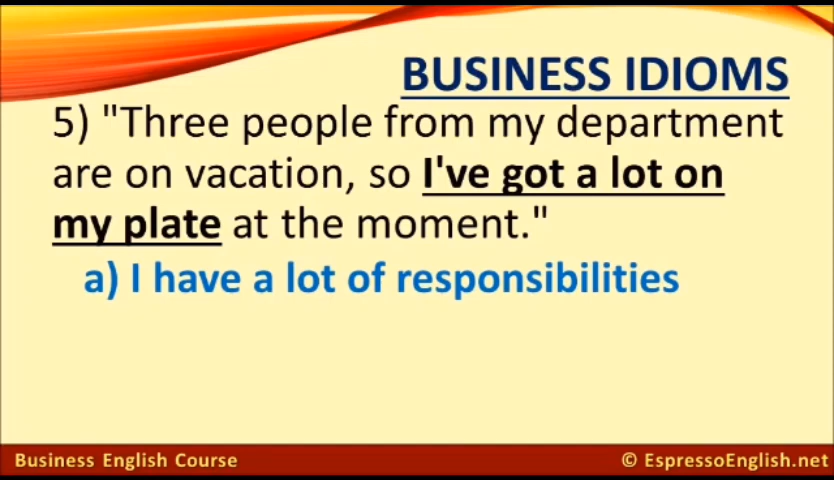 BUSINESS IDIOMS
5) "Three people from my department
are on vacation, so I've got a lot on
my plate at the moment."
a) I have a lot of responsibilities
Business English Course
© EspressoEnglish.net